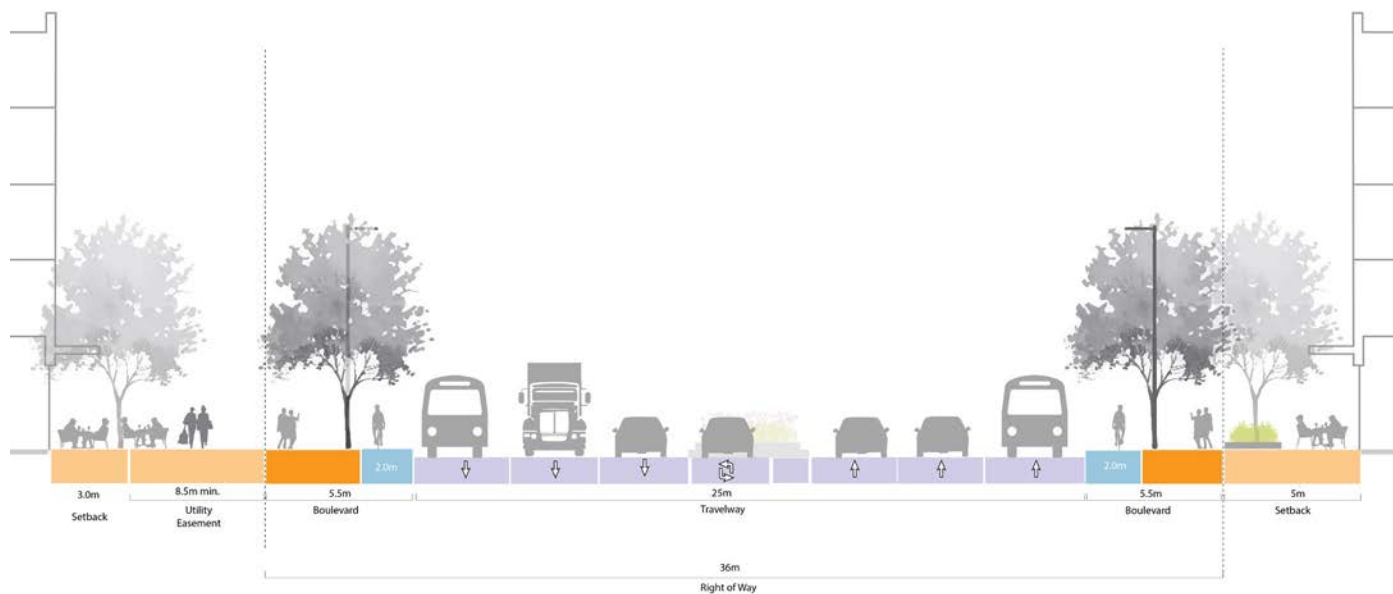 2.0m
2.0m
3.0m
8.5m min.
5.5m
25m
5.5m
5m
Setback
Utility
Easement
Boulevard
Travelway
Boulevard
Setback
36m
Right of Way